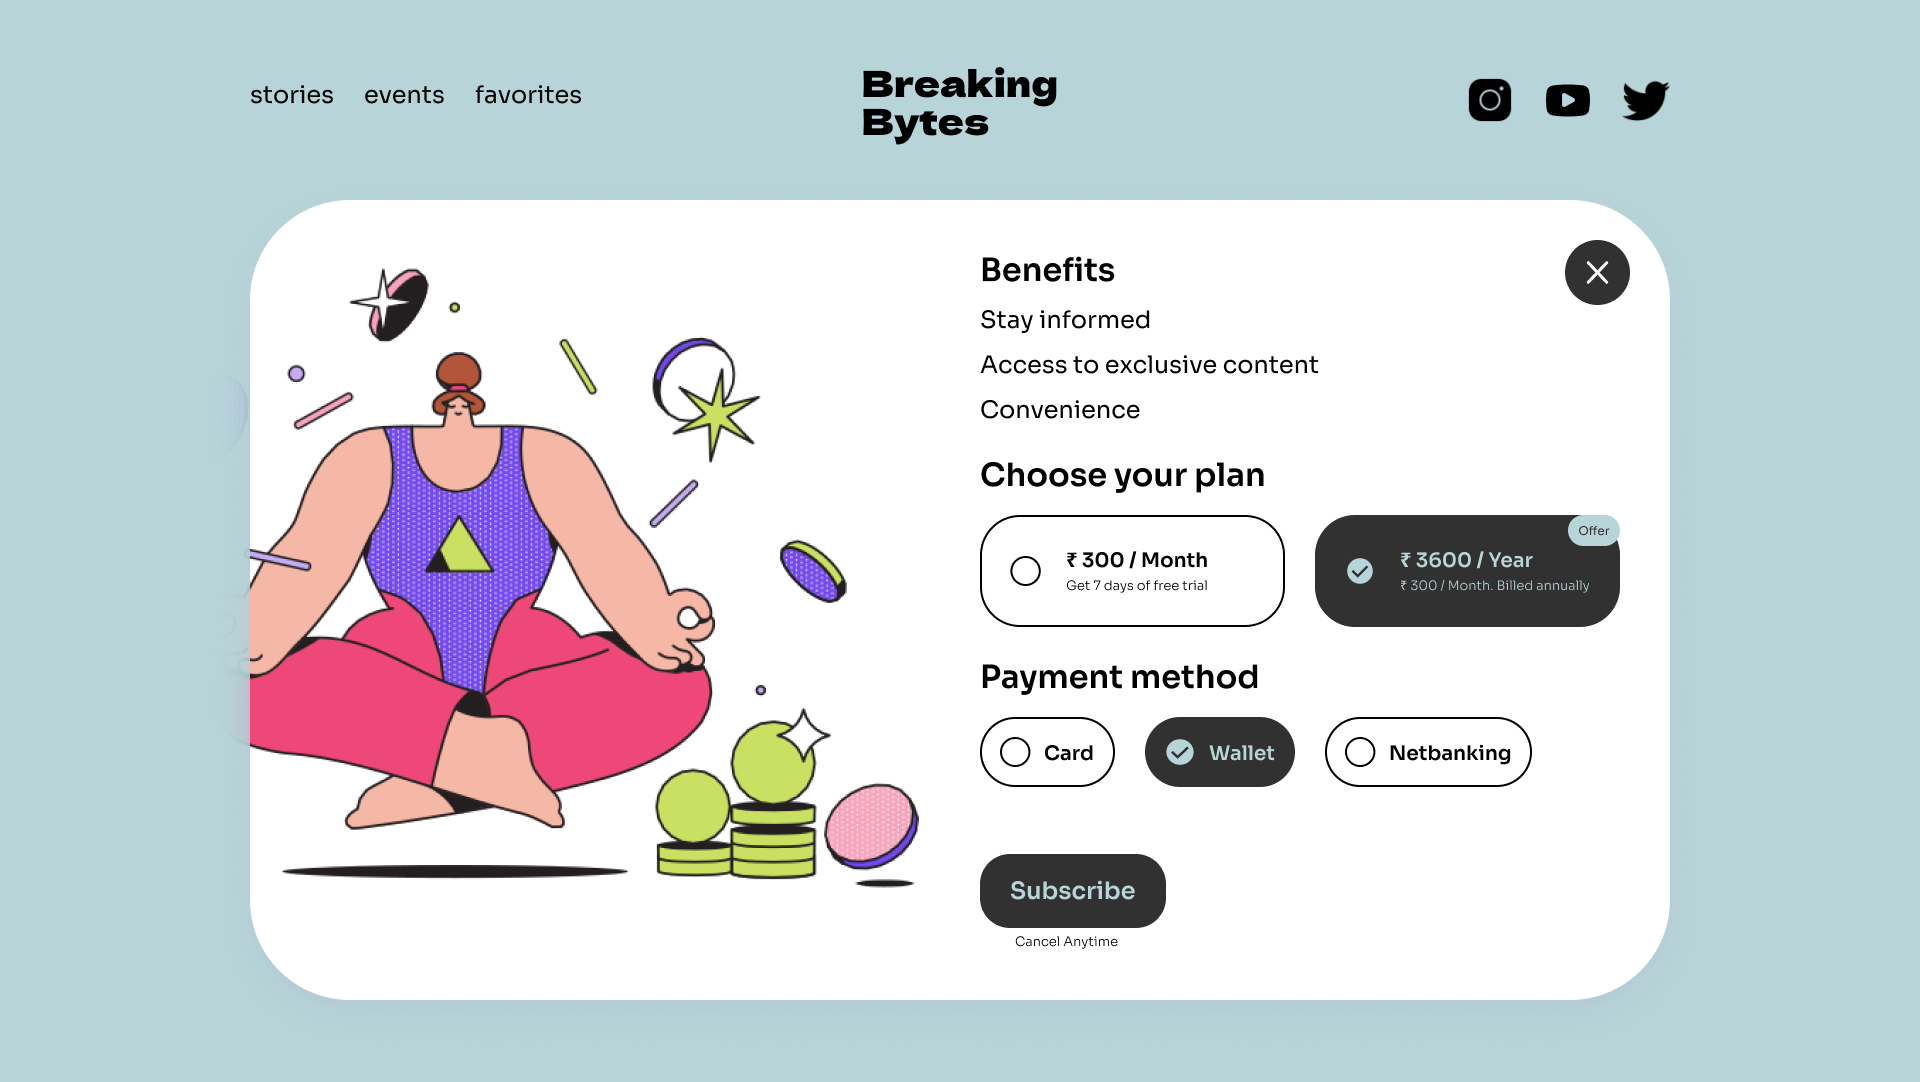 stories events favorites
Breaking
Bytes
Benefits
Stay informed
Access to exclusive content
Convenience
Choose your plan
₹ 300 / Month
Get 7 days of free trial
Offer
₹ 3600 / Year
₹ 300 / Month. Billed annually
Payment method
Card
Wallet
Netbanking
Subscribe
Cancel Anytime